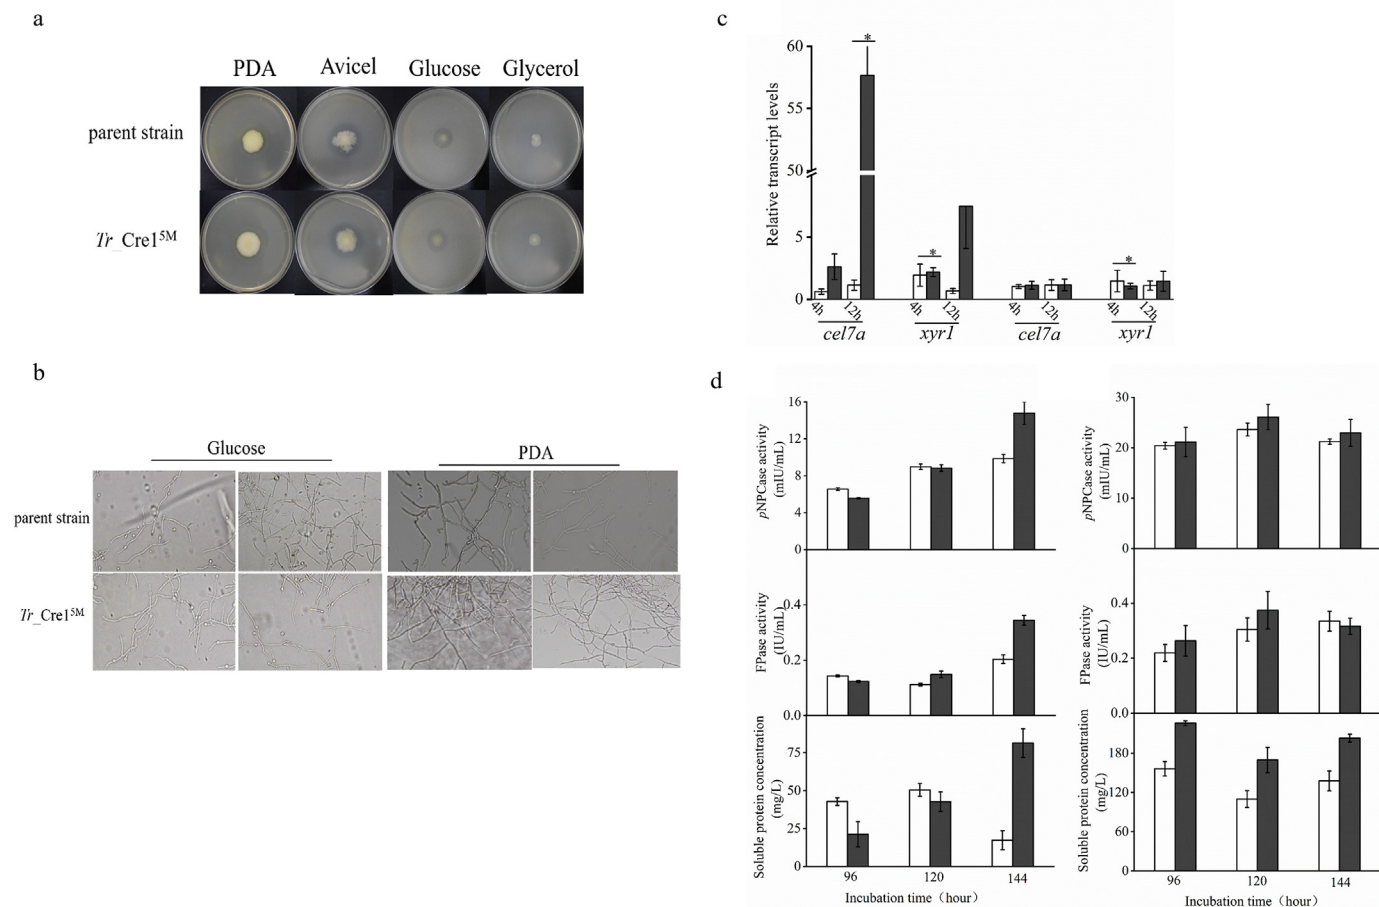 a
PDA Avicel Glucose Glycerol
parent strain
Tr_Cre1⁵ᴹ
b
Glucose PDA
parent strain
Tr_Cre1⁵ᴹ
c
Relative transcript levels
60
55
50
5
0
* * *
4h 12h 4h 12h 4h 12h 4h 12h
cel7a xyr1 cel7a xyr1
d
pNPCase activity
(mIU/mL)
16
12
8
4
0
FPase activity
(IU/mL)
0.4
0.2
0.0
Soluble protein concentration
(mg/L)
75
50
25
0
96 120 144
Incubation time（hour）
pNPCase activity
(mIU/mL)
30
20
10
0
FPase activity
(IU/mL)
0.4
0.2
0.0
Soluble protein concentration
(mg/L)
180
120
60
0
96 120 144
Incubation time（hour）